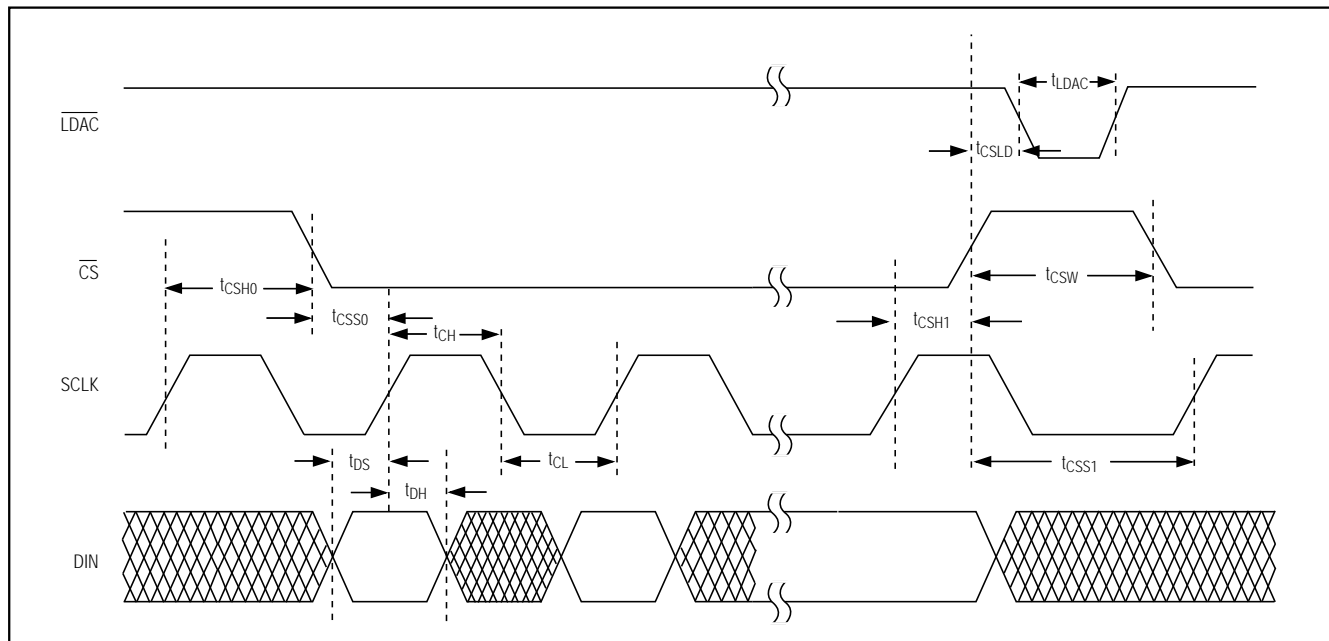 LDAC
tLDAC
tCSLD
CS
tCSH0
tCSS0
tCH
tCSH1
tCSW
SCLK
tDS
tCL
tCSS1
tDH
DIN